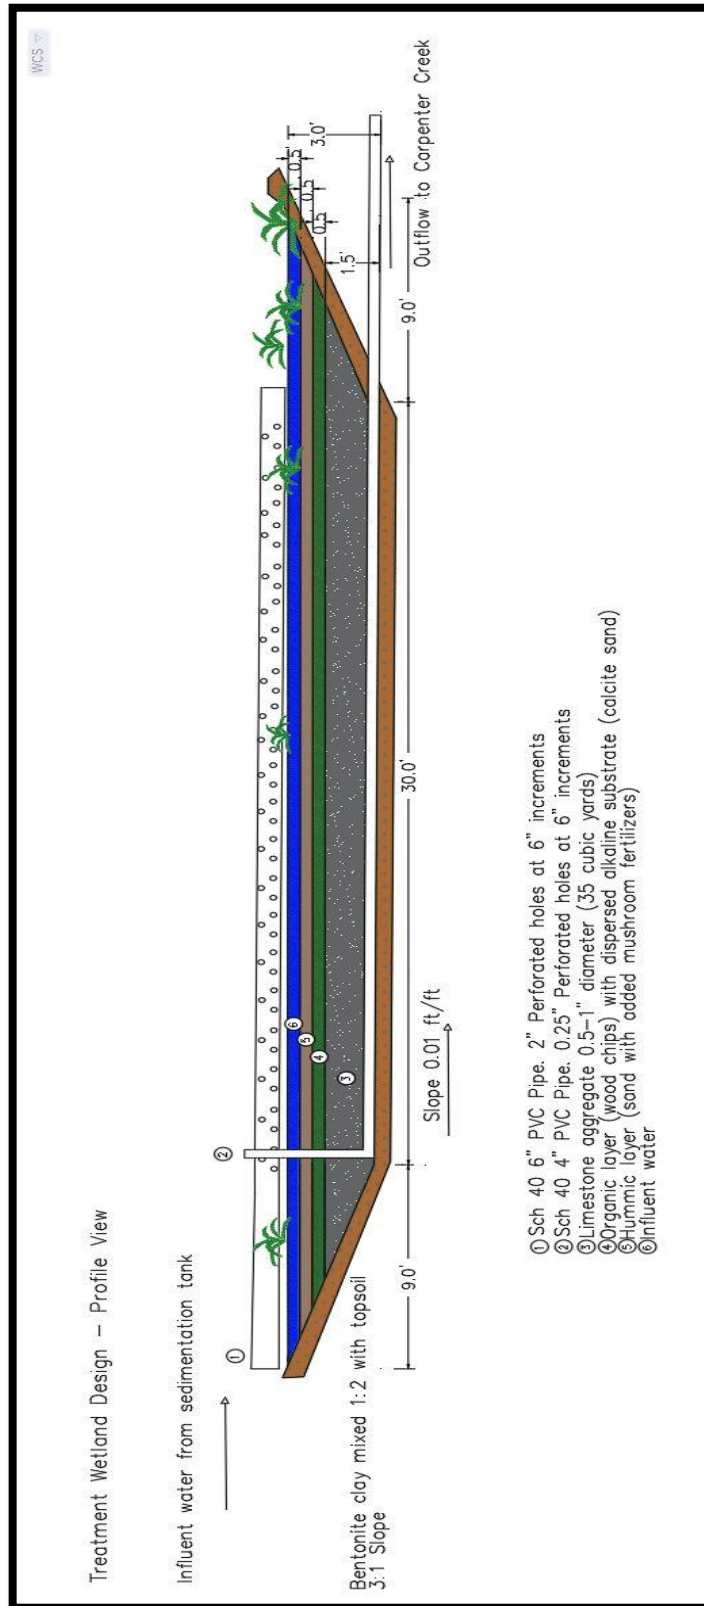 WCS
Treatment Wetland Design – Profile View
Influent water from sedimentation tank
Bentonite clay mixed 1:2 with topsoil
3:1 Slope
①
②
⑥
⑤
④
③
Slope 0.01 ft/ft
9.0'
30.0'
9.0'
0.5'
0.5'
0.5'
1.5'
3.0'
Outflow to Carpenter Creek
① Sch 40 6" PVC Pipe. 2" Perforated holes at 6" increments
② Sch 40 4" PVC Pipe. 0.25" Perforated holes at 6" increments
③ Limestone aggregate 0.5–1" diameter (35 cubic yards)
④ Organic layer (wood chips) with dispersed alkaline substrate (calcite sand)
⑤ Hummic layer (sand with added mushroom fertilizers)
⑥ Influent water